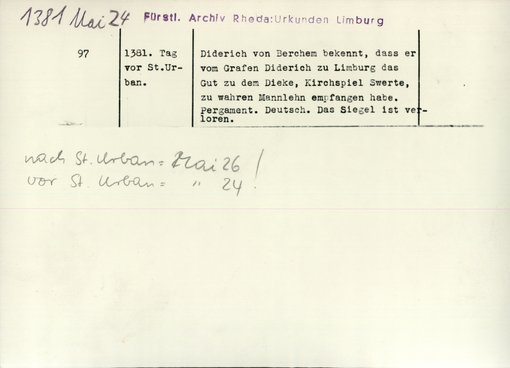 1381 Mai 24 Fürstl. Archiv Rheda:Urkunden Limburg
97 1381. Tag vor St.Ur- ban.
Diderich von Berchem bekennt, dass er
vom Grafen Diderich zu Limburg das
Gut zu dem Dieke, Kirchspiel Swerte,
zu wahren Mannlehn empfangen habe.
Pergament. Deutsch. Das Siegel ist ver-
loren.
nach St. Urban = Mai 26 !
vor St. Urban = " 24 !